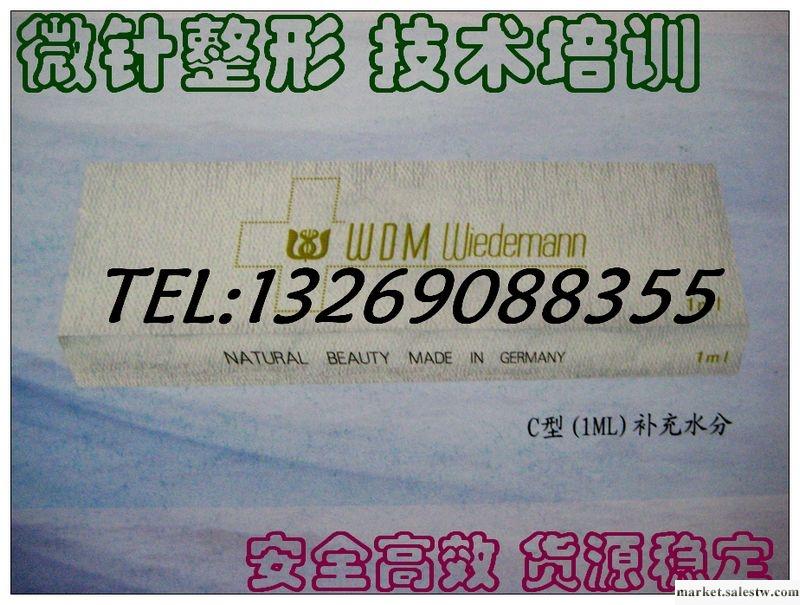 微针整形 技术培训
WDM Wiedemann
TEL:13269088355
1ml
NATURAL BEAUTY MADE IN GERMANY
1ml
C型(1ML)补充水分
安全高效 货源稳定
market.salestw.com